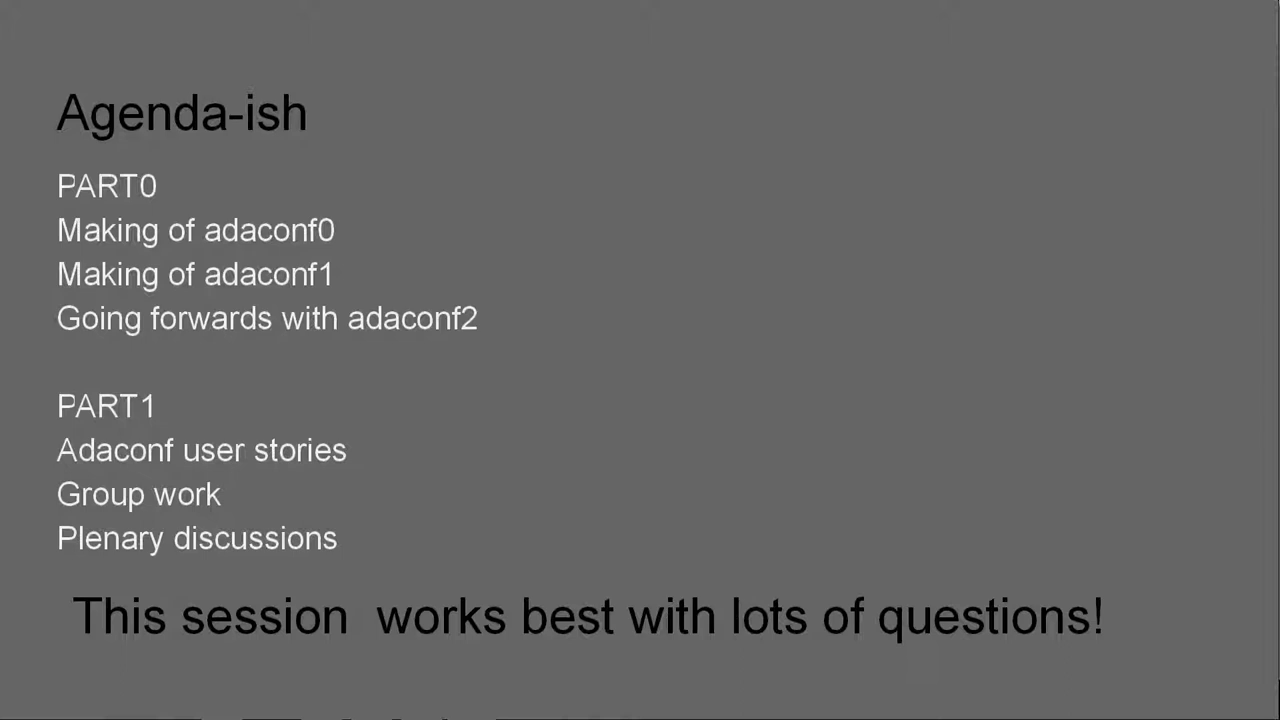 Agenda-ish
PART0
Making of adaconf0
Making of adaconf1
Going forwards with adaconf2
PART1
Adaconf user stories
Group work
Plenary discussions
This session works best with lots of questions!